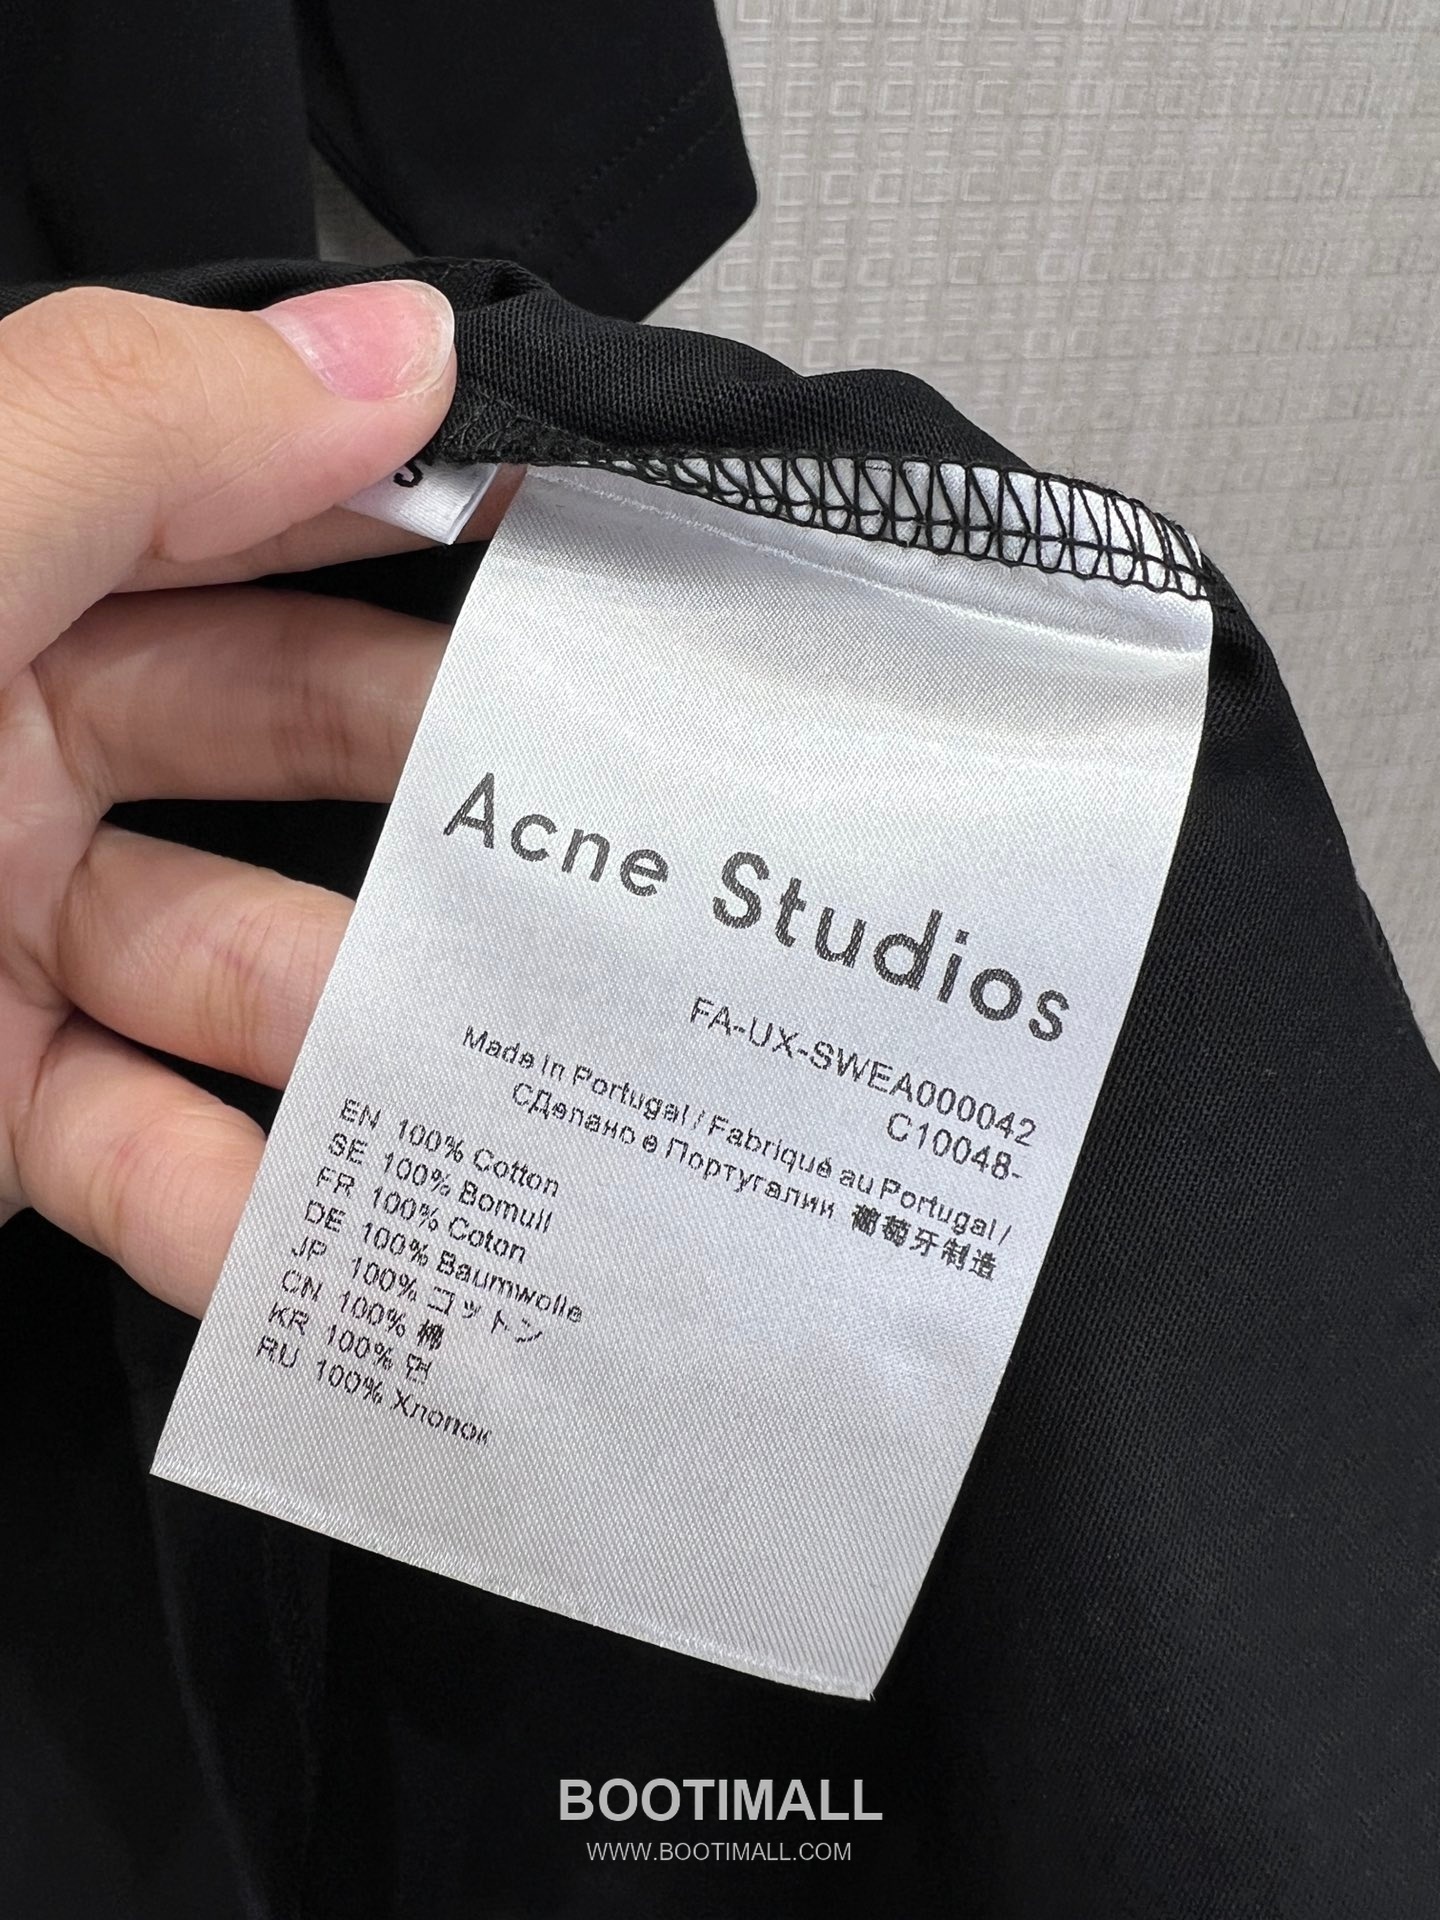 S
Acne Studios
FA-UX-SWEA000042
C10048-
Made in Portugal / Fabriqué au Portugal /
СДелано в Португалии 葡萄牙制造
EN 100% Cotton
SE 100% Bomull
FR 100% Coton
DE 100% Baumwolle
JP 100% コットン
CN 100% 棉
KR 100% 면
RU 100% Хлопок
BOOTIMALL
WWW.BOOTIMALL.COM